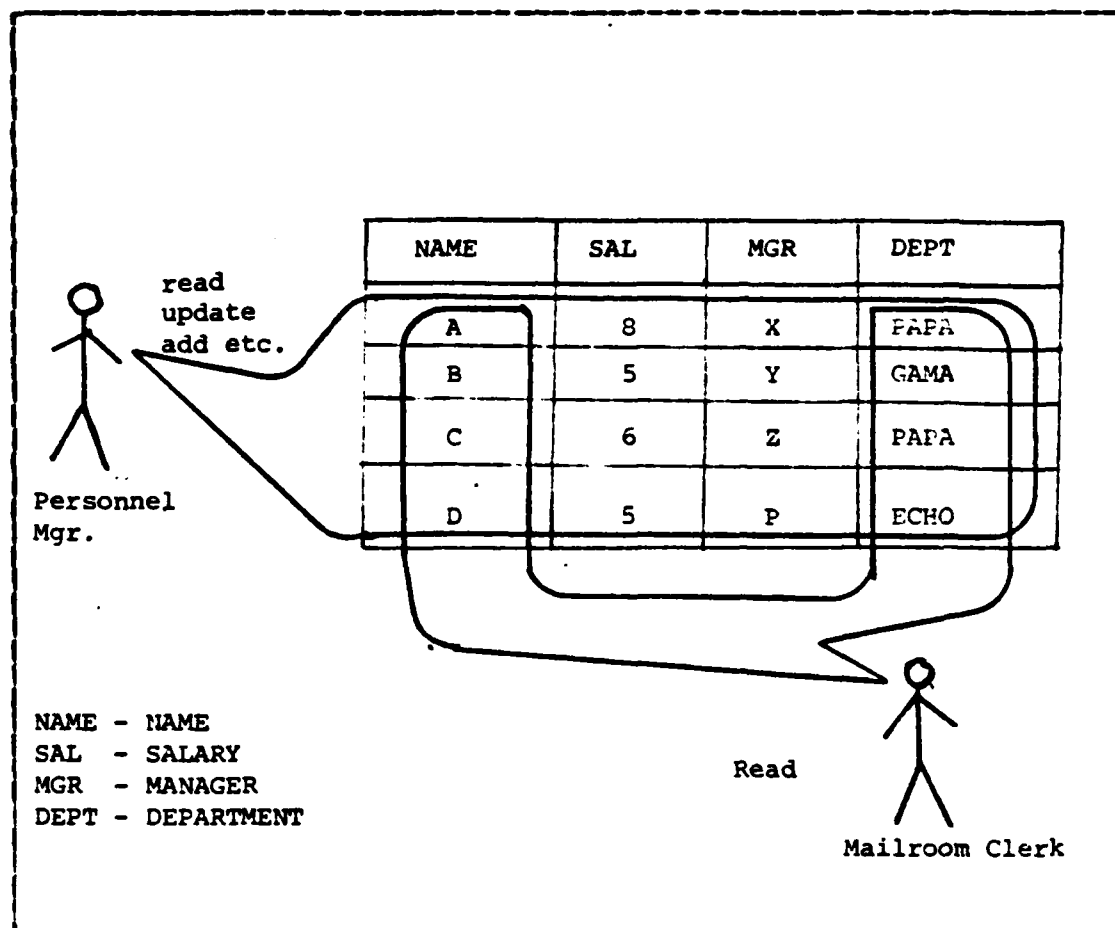 NAME SAL MGR DEPT
read
update
add etc.
A 8 X PAPA
B 5 Y GAMA
C 6 Z PAPA
D 5 P ECHO
Personnel
Mgr.
NAME - NAME
SAL - SALARY
MGR - MANAGER
DEPT - DEPARTMENT
Read
Mailroom Clerk